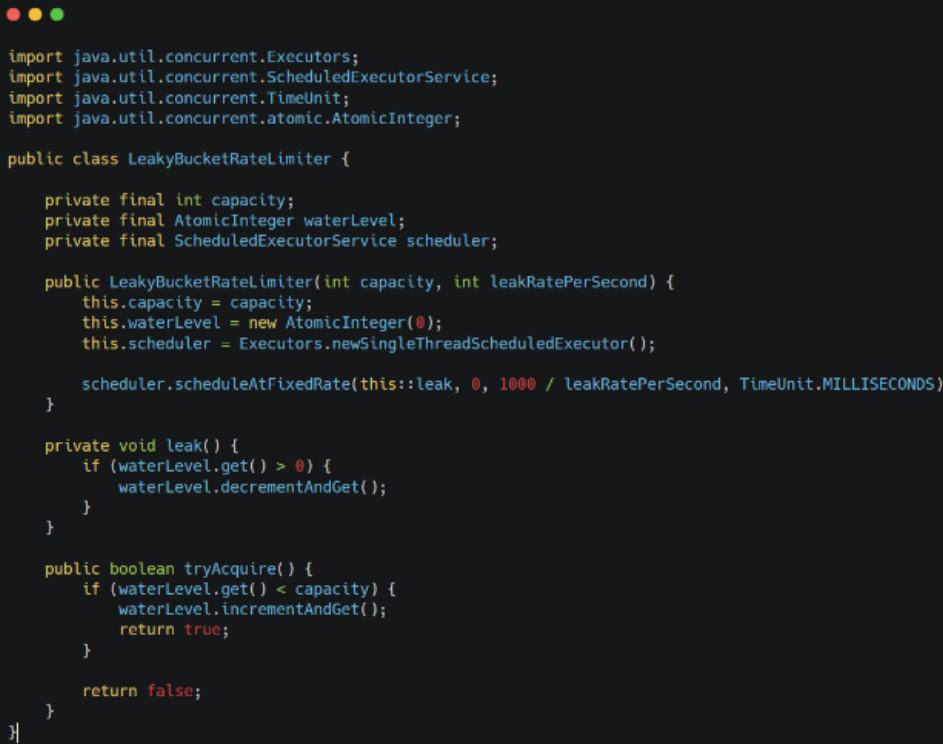 import java.util.concurrent.Executors;
import java.util.concurrent.ScheduledExecutorService;
import java.util.concurrent.TimeUnit;
import java.util.concurrent.atomic.AtomicInteger;

public class LeakyBucketRateLimiter {

    private final int capacity;
    private final AtomicInteger waterLevel;
    private final ScheduledExecutorService scheduler;

    public LeakyBucketRateLimiter(int capacity, int leakRatePerSecond) {
        this.capacity = capacity;
        this.waterLevel = new AtomicInteger(0);
        this.scheduler = Executors.newSingleThreadScheduledExecutor();

        scheduler.scheduleAtFixedRate(this::leak, 0, 1000 / leakRatePerSecond, TimeUnit.MILLISECONDS)
    }

    private void leak() {
        if (waterLevel.get() > 0) {
            waterLevel.decrementAndGet();
        }
    }

    public boolean tryAcquire() {
        if (waterLevel.get() < capacity) {
            waterLevel.incrementAndGet();
            return true;
        }

        return false;
    }
}